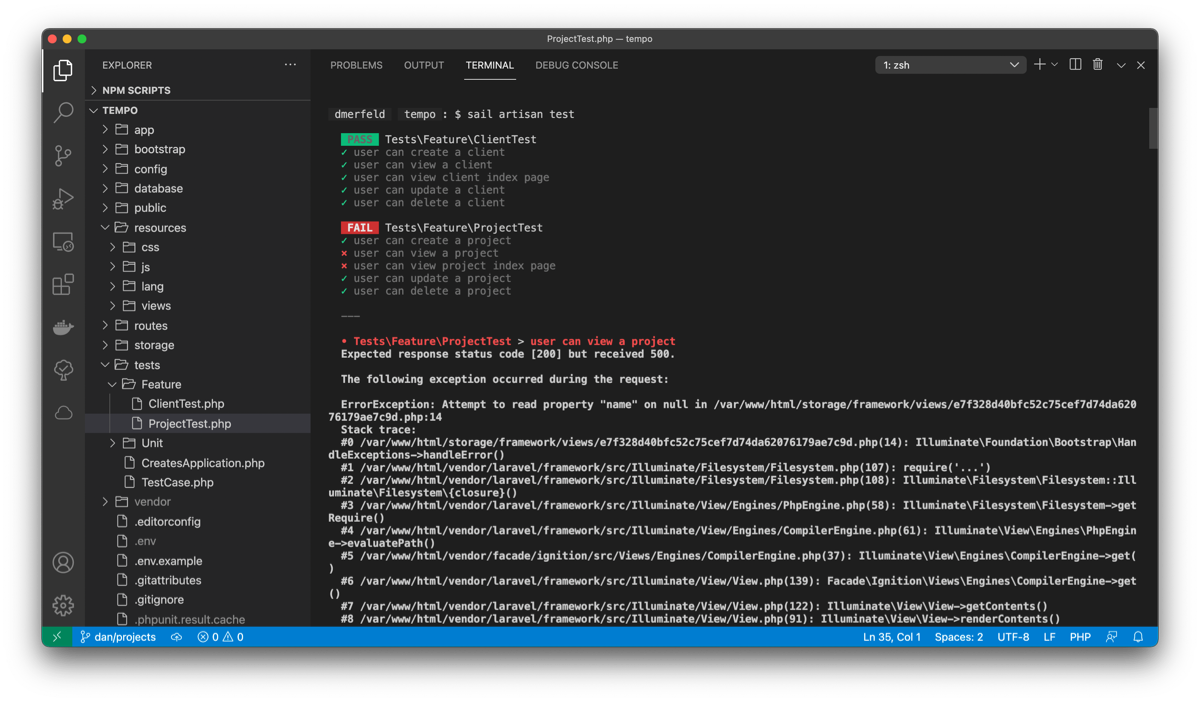 ProjectTest.php — tempo
EXPLORER
NPM SCRIPTS
TEMPO
app
bootstrap
config
database
public
resources
css
js
lang
views
routes
storage
tests
Feature
ClientTest.php
ProjectTest.php
Unit
CreatesApplication.php
TestCase.php
vendor
.editorconfig
.env
.env.example
.gitattributes
.gitignore
.phpunit.result.cache
PROBLEMS OUTPUT TERMINAL DEBUG CONSOLE 1: zsh
dmerfeld tempo : $ sail artisan test
PASS Tests\Feature\ClientTest
✓ user can create a client
✓ user can view a client
✓ user can view client index page
✓ user can update a client
✓ user can delete a client
FAIL Tests\Feature\ProjectTest
✓ user can create a project
⨯ user can view a project
⨯ user can view project index page
✓ user can update a project
✓ user can delete a project
———
• Tests\Feature\ProjectTest > user can view a project
Expected response status code [200] but received 500.
The following exception occurred during the request:
ErrorException: Attempt to read property "name" on null in /var/www/html/storage/framework/views/e7f328d40bfc52c75cef7d74da620
76179ae7c9d.php:14
Stack trace:
#0 /var/www/html/storage/framework/views/e7f328d40bfc52c75cef7d74da62076179ae7c9d.php(14): Illuminate\Foundation\Bootstrap\Han
dleExceptions->handleError()
#1 /var/www/html/vendor/laravel/framework/src/Illuminate/Filesystem/Filesystem.php(107): require('...')
#2 /var/www/html/vendor/laravel/framework/src/Illuminate/Filesystem/Filesystem.php(108): Illuminate\Filesystem\Filesystem::Ill
uminate\Filesystem\{closure}()
#3 /var/www/html/vendor/laravel/framework/src/Illuminate/View/Engines/PhpEngine.php(58): Illuminate\Filesystem\Filesystem->get
Require()
#4 /var/www/html/vendor/laravel/framework/src/Illuminate/View/Engines/CompilerEngine.php(61): Illuminate\View\Engines\PhpEngin
e->evaluatePath()
#5 /var/www/html/vendor/facade/ignition/src/Views/Engines/CompilerEngine.php(37): Illuminate\View\Engines\CompilerEngine->get(
)
#6 /var/www/html/vendor/laravel/framework/src/Illuminate/View/View.php(139): Facade\Ignition\Views\Engines\CompilerEngine->get
()
#7 /var/www/html/vendor/laravel/framework/src/Illuminate/View/View.php(122): Illuminate\View\View->getContents()
#8 /var/www/html/vendor/laravel/framework/src/Illuminate/View/View.php(91): Illuminate\View\View->renderContents()
dan/projects 0 0 Ln 35, Col 1 Spaces: 2 UTF-8 LF PHP